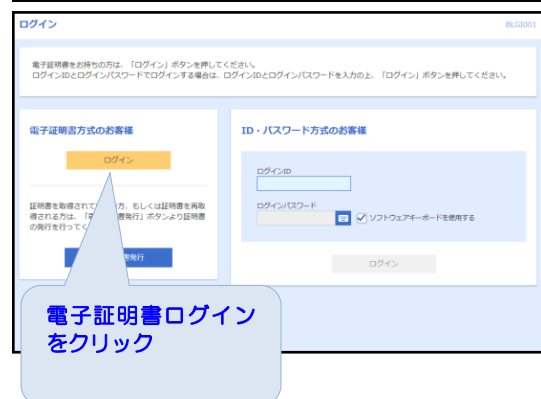 ログイン
BLGI001
電子証明書をお持ちの方は、「ログイン」ボタンを押してください。
ログインIDとログインパスワードでログインする場合は、ログインIDとログインパスワードを入力の上、「ログイン」ボタンを押してください。
電子証明書方式のお客様
ログイン
証明書を取得されて 方、もしくは証明書を再取
得される方は、「 書発行」ボタンより証明書
の発行を行ってく
書発行
ID・パスワード方式のお客様
ログインID
ログインパスワード
ソフトウェアキーボードを使用する
ログイン
電子証明書ログイン
をクリック